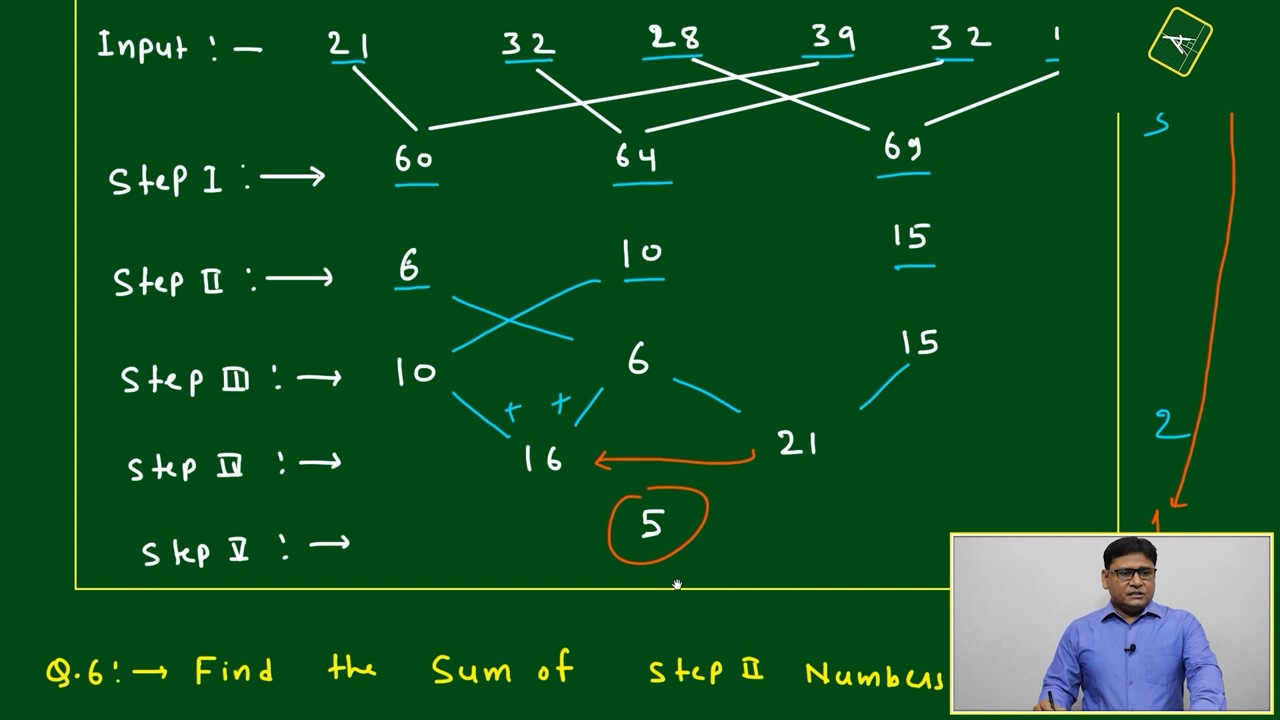 Input :- 21 32 28 39 32
Step I :→ 60 64 69
5
Step II :→ 6 10 15
Step III :→ 10 6 15
+ +
2
Step IV :→ 16 21
Step V :→ 5
1
Q.6:→ Find the Sum of Step II Numbers